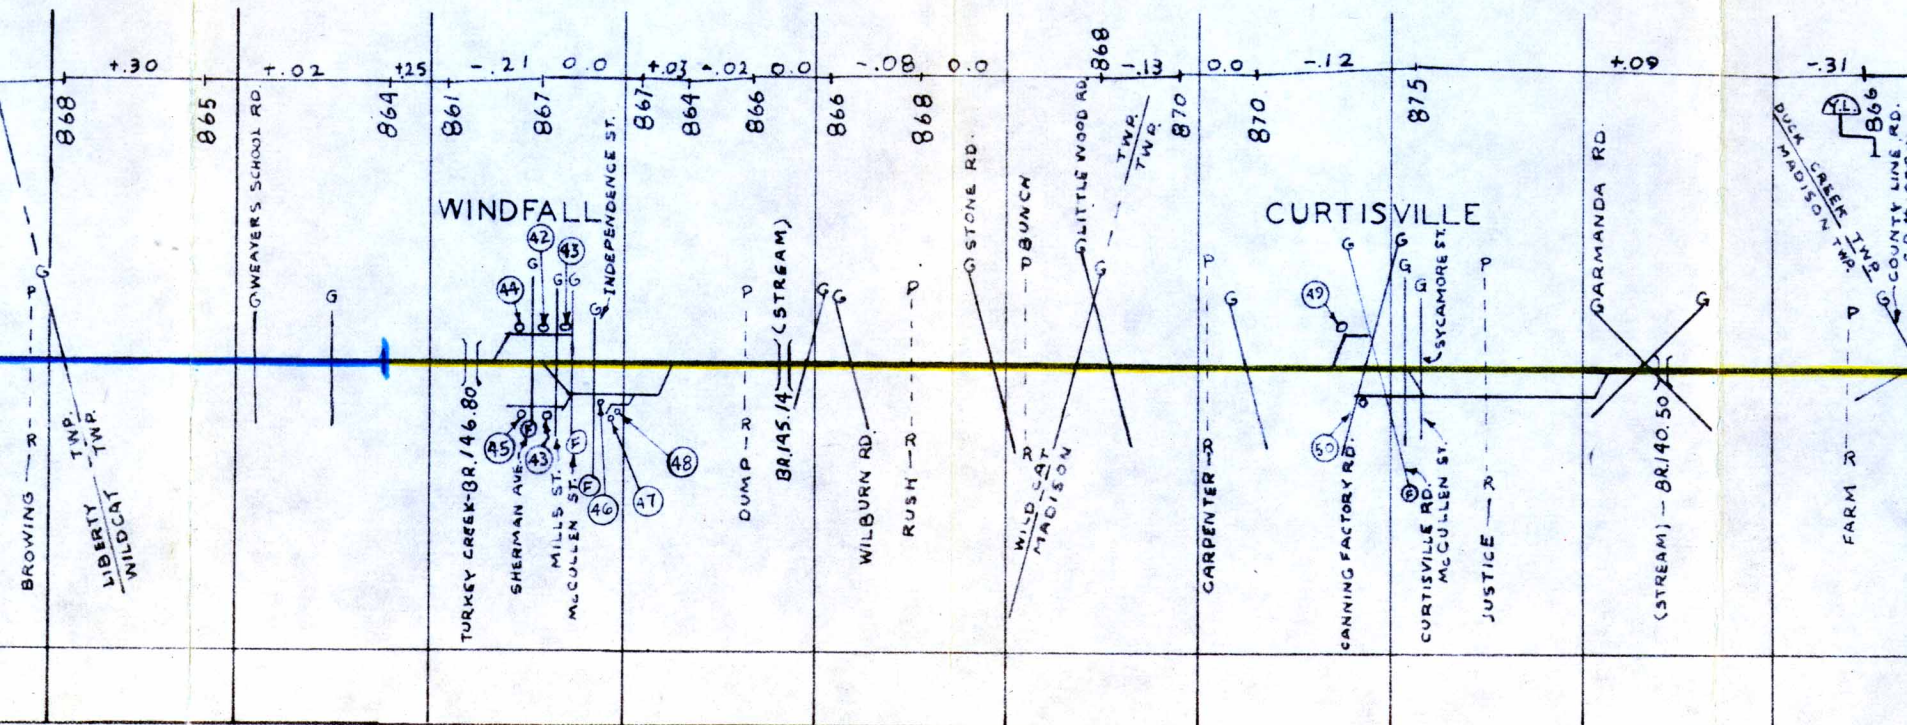 +.30
+.02
+25
-.21
0.0
+.03
-.02
0.0
-.08
0.0
-.13
0.0
-.12
+.09
-.31
868
865
864
861
867
867
864
866
866
868
868
870
870
875
866
G WEAVERS SCHOOL RD.
G
G
P
BROWING — R
LIBERTY TWP.
WILDCAT TWP.
WINDFALL
42
43
44
G
G
G
G INDEPENDENCE ST.
TURKEY CREEK-BR.146.80
45
SHERMAN AVE.
43
MILLS ST.
McCULLEN ST.
F
F
46
47
48
P
DUMP — R
BR.145.14 (STREAM)
G
G
WILBURN RD.
P
RUSH — R
G STONE RD.
P BUNCH
R
G LITTLE WOOD RD.
G
WILD CAT TWP.
MADISON TWP.
P
CARPENTER — R
G
CURTISVILLE
G
G
G
G
49
50
CANNING FACTORY RD.
CURTISVILLE RD.
McCULLEN ST.
SYCAMORE ST.
P
JUSTICE — R
G ARMANDA RD.
G
(STREAM) — BR.140.50
DUCK CREEK TWP.
MADISON TWP.
P
FARM R
G COUNTY LINE RD.